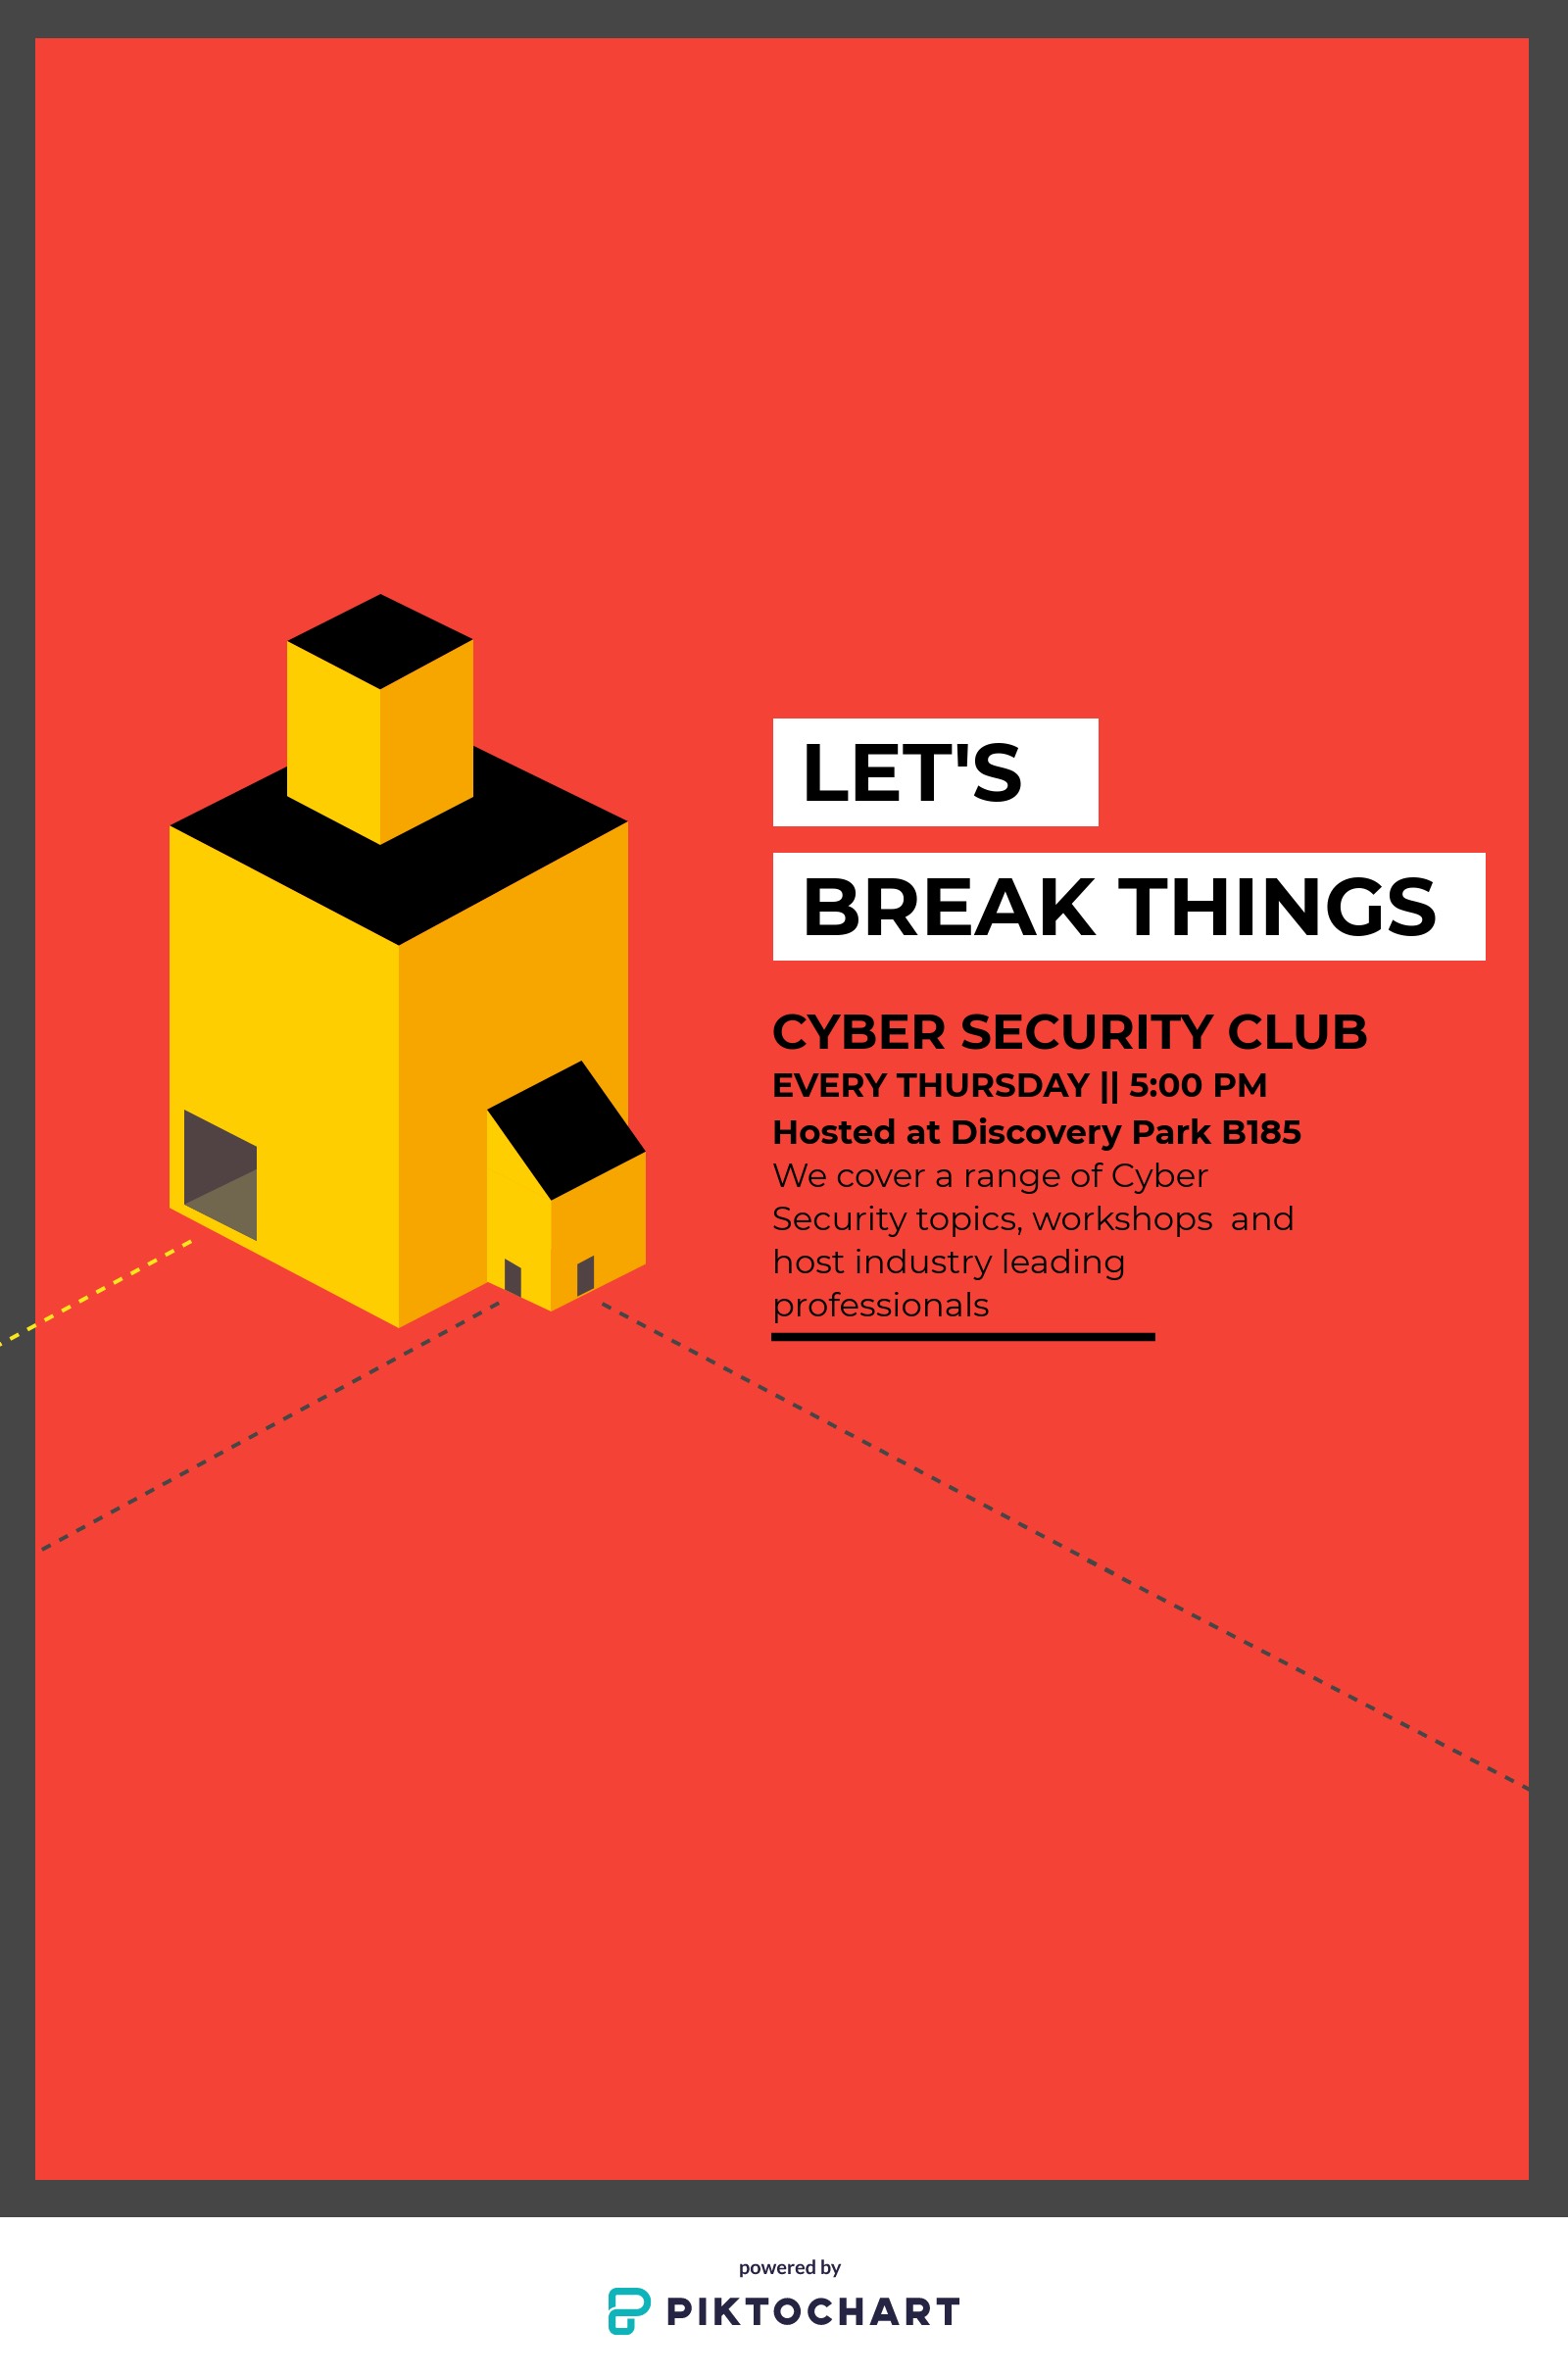 LET'S
BREAK THINGS
CYBER SECURITY CLUB
EVERY THURSDAY || 5:00 PM
Hosted at Discovery Park B185
We cover a range of Cyber
Security topics, workshops  and
host industry leading
professionals
powered by
PIKTOCHART